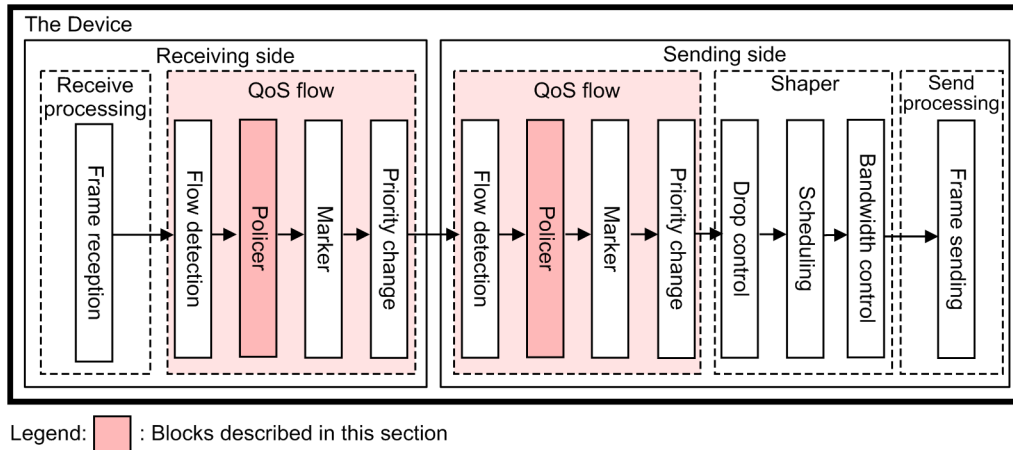 The Device
Receiving side
Receive
processing
Frame reception
QoS flow
Flow detection
Policer
Marker
Priority change
Sending side
QoS flow
Flow detection
Policer
Marker
Priority change
Shaper
Drop control
Scheduling
Bandwidth control
Send
processing
Frame sending
Legend: : Blocks described in this section